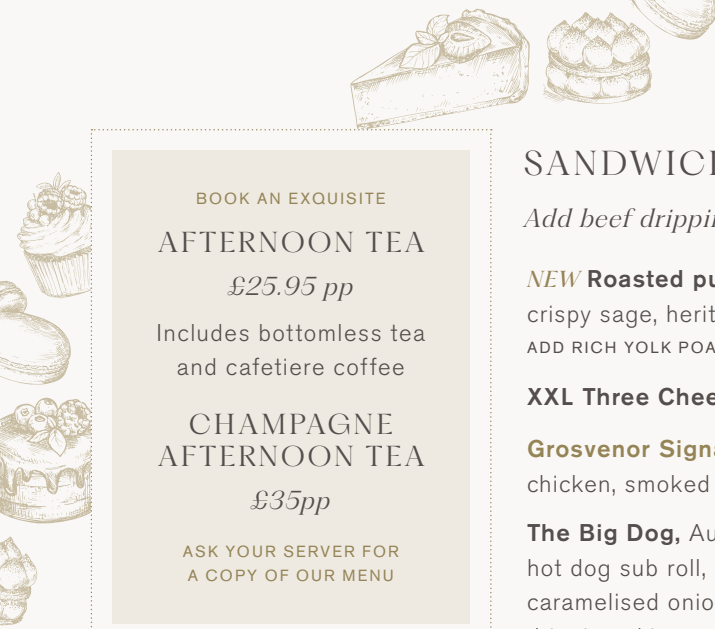 BOOK AN EXQUISITE
AFTERNOON TEA
£25.95 pp
Includes bottomless tea
and cafetiere coffee
CHAMPAGNE
AFTERNOON TEA
£35pp
ASK YOUR SERVER FOR
A COPY OF OUR MENU
Add beef
NEW Roasted
crispy sage,
ADD RICH YOLK
XXL Three
Grosvenor
chicken, smoked
The Big Dog,
hot dog sub roll,
caramelised